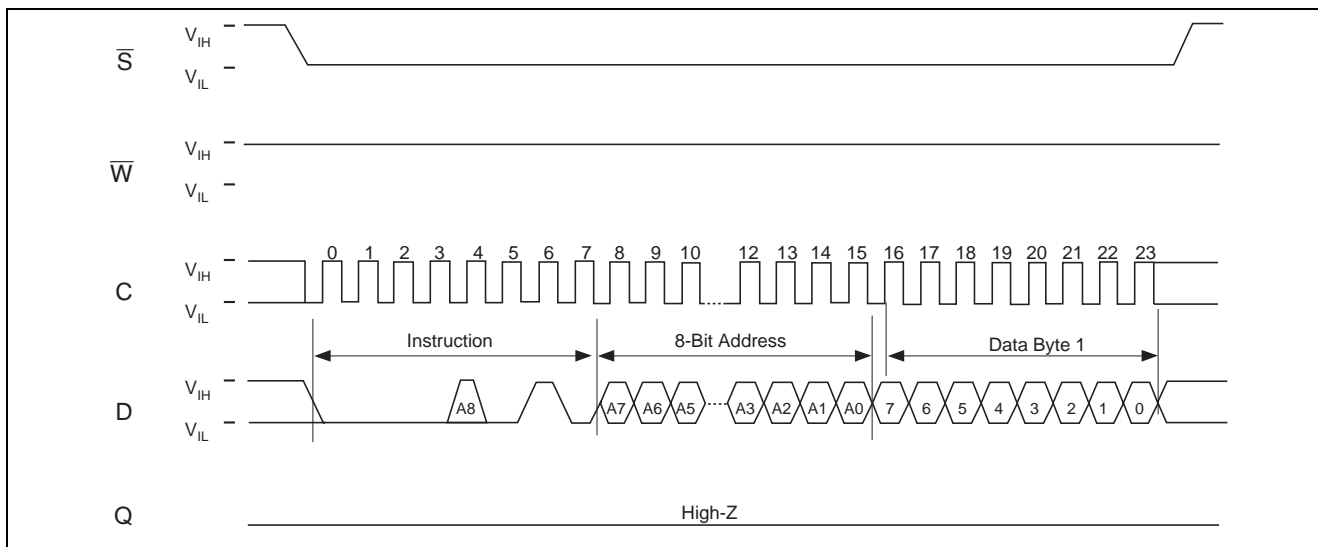 V_IH
S̅
V_IL
V_IH
W̅
V_IL
0 1 2 3 4 5 6 7 8 9 10 12 13 14 15 16 17 18 19 20 21 22 23
V_IH
C
V_IL
Instruction 8-Bit Address Data Byte 1
V_IH
D A8 A7 A6 A5 A3 A2 A1 A0 7 6 5 4 3 2 1 0
V_IL
High-Z
Q